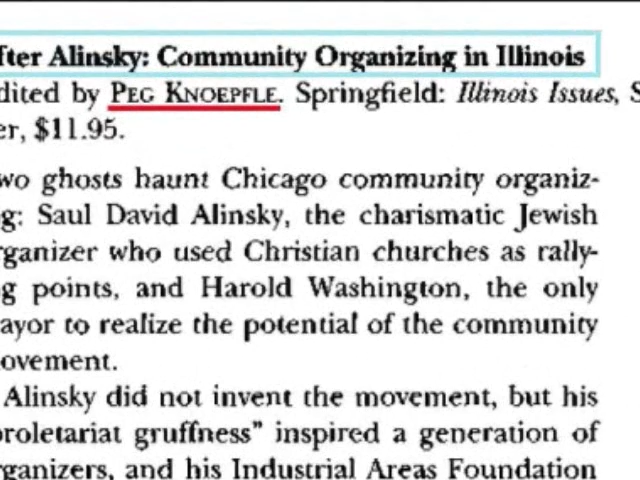 fter Alinsky: Community Organizing in Illinois
dited by PEG KNOEPFLE. Springfield: Illinois Issues, S
er, $11.95.
wo ghosts haunt Chicago community organiz-
g: Saul David Alinsky, the charismatic Jewish
rganizer who used Christian churches as rally-
g points, and Harold Washington, the only
ayor to realize the potential of the community
ovement.
Alinsky did not invent the movement, but his
proletariat gruffness" inspired a generation of
rganizers, and his Industrial Areas Foundation